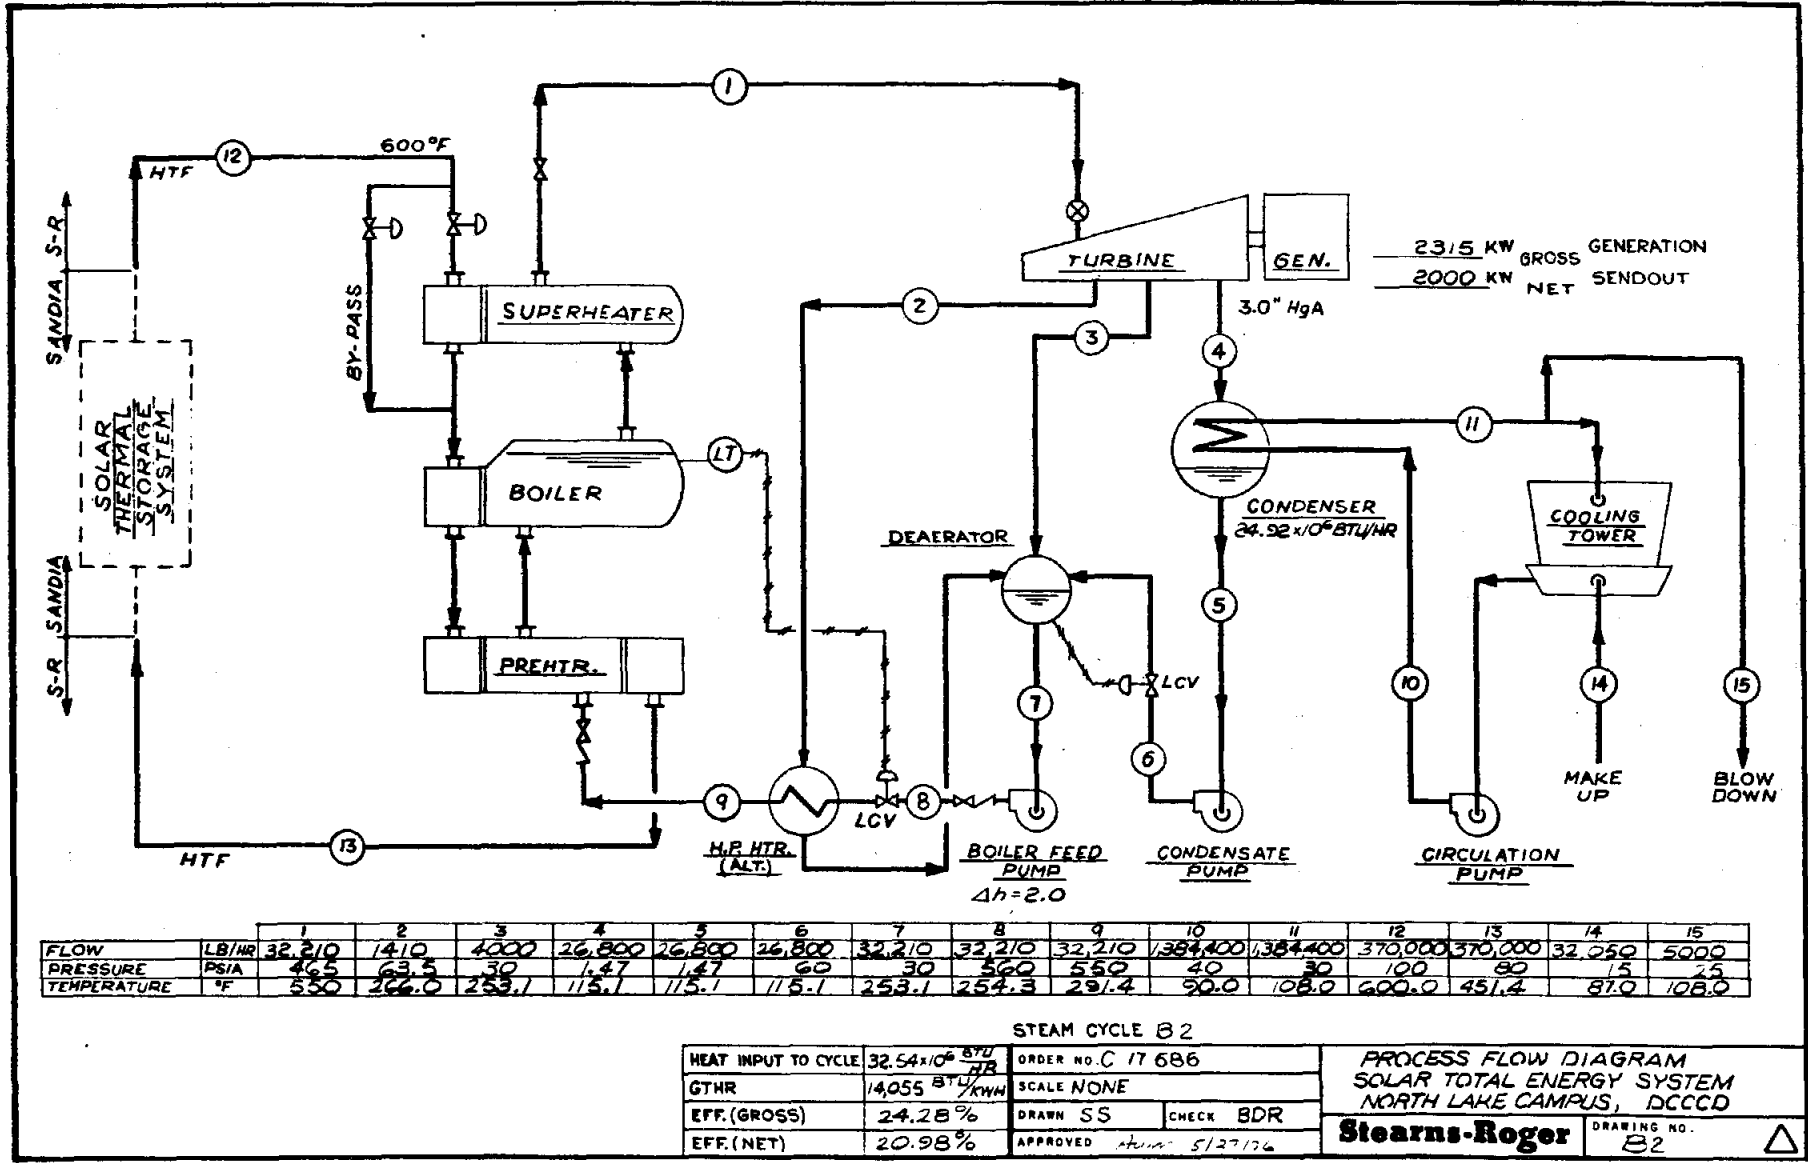 1
12
600°F
HTF
S-R
SANDIA
BY-PASS
SUPERHEATER
TURBINE
GEN.
2315 KW GROSS GENERATION
2000 KW NET SENDOUT
2
3
3.0" HgA
4
11
SOLAR
THERMAL
STORAGE
SYSTEM
BOILER
LT
CONDENSER
24.92x10⁶ BTU/HR
COOLING
TOWER
DEAERATOR
SANDIA
S-R
PREHTR.
5
7
LCV
10
14
15
6
MAKE
UP
BLOW
DOWN
9
8
LCV
HTF
13
H.P. HTR.
(ALT.)
BOILER FEED
PUMP
Δh=2.0
CONDENSATE
PUMP
CIRCULATION
PUMP
1 2 3 4 5 6 7 8 9 10 11 12 13 14 15
FLOW LB/HR 32,210 1410 4000 26,800 26,800 26,800 32,210 32,210 32,210 1,384,400 1,384,400 370,000 370,000 32,050 5000
PRESSURE PSIA 465 63.5 30 1.47 1.47 60 30 560 550 40 30 100 80 15 25
TEMPERATURE °F 550 266.0 253.1 115.1 115.1 115.1 253.1 254.3 291.4 90.0 108.0 600.0 451.4 87.0 108.0
STEAM CYCLE B2
HEAT INPUT TO CYCLE 32.54x10⁶ BTU/HR
GTHR 14,055 BTU/KWH
EFF.(GROSS) 24.28%
EFF.(NET) 20.98%
ORDER NO. C 17686
SCALE NONE
DRAWN SS CHECK BDR
APPROVED 5/27/76
PROCESS FLOW DIAGRAM
SOLAR TOTAL ENERGY SYSTEM
NORTH LAKE CAMPUS, DCCCD
Stearns-Roger
DRAWING NO.
B2